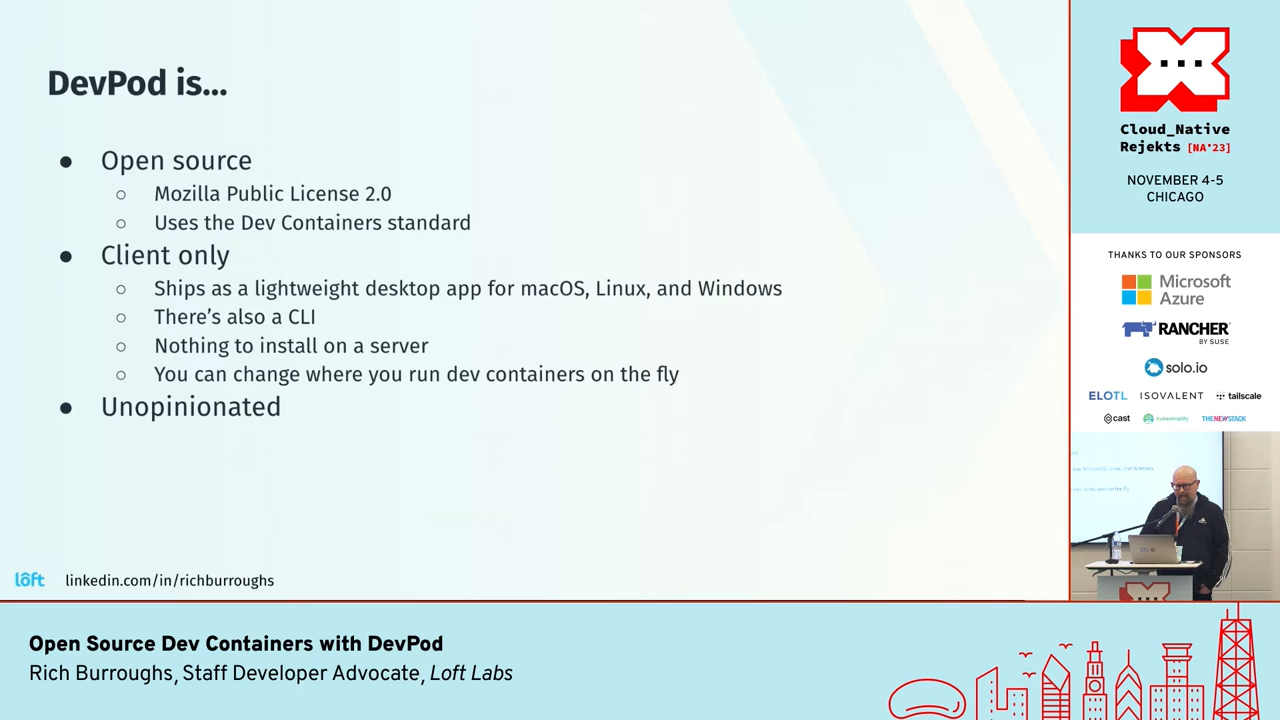 DevPod is...
● Open source
○ Mozilla Public License 2.0
○ Uses the Dev Containers standard
● Client only
○ Ships as a lightweight desktop app for macOS, Linux, and Windows
○ There’s also a CLI
○ Nothing to install on a server
○ You can change where you run dev containers on the fly
● Unopinionated
lôft linkedin.com/in/richburroughs
Cloud_Native
Rejekts [NA'23]
NOVEMBER 4-5
CHICAGO
THANKS TO OUR SPONSORS
Microsoft
Azure
RANCHER
BY SUSE
solo.io
ELOTL ISOVALENT tailscale
cast Kubesimplify THENEWSTACK
Open Source Dev Containers with DevPod
Rich Burroughs, Staff Developer Advocate, Loft Labs